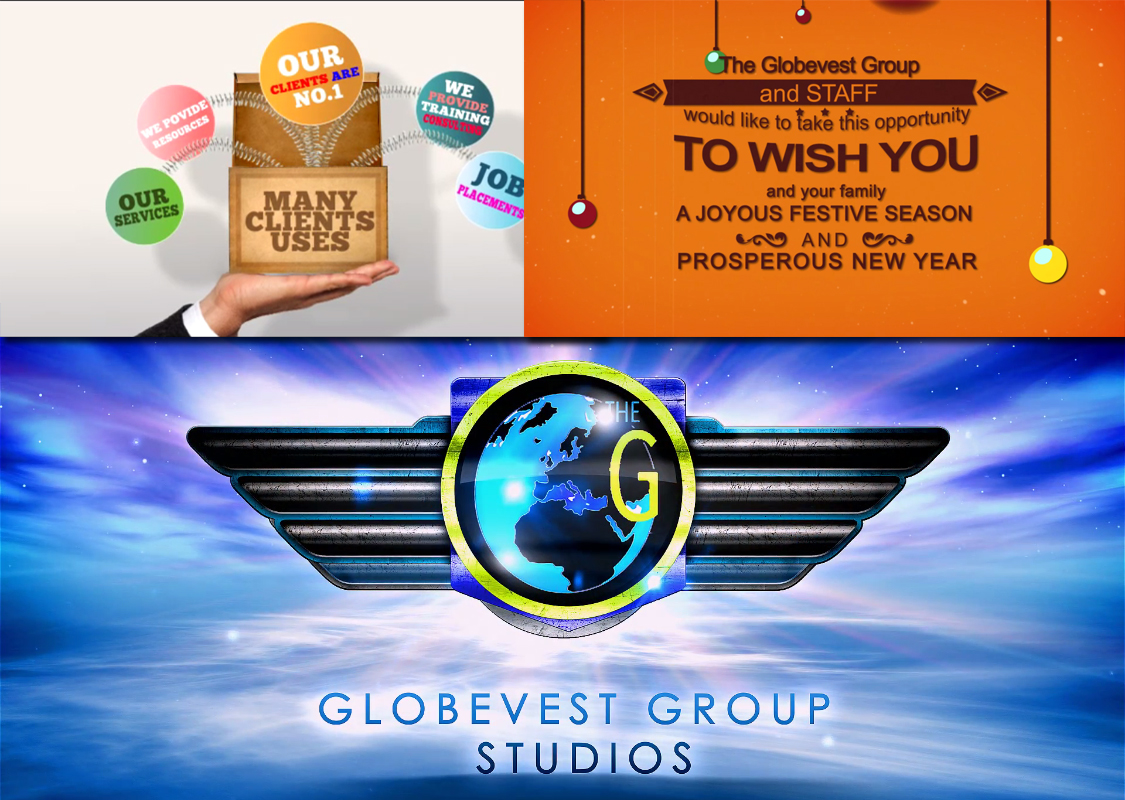 OUR
CLIENTS ARE
NO.1
WE POVIDE
RESOURCES
WE
PROVIDE
TRAINING
CONSULTING
OUR
SERVICES
JOB
PLACEMENTS
MANY
CLIENTS
USES
The Globevest Group
and STAFF
would like to take this opportunity
TO WISH YOU
and your family
A JOYOUS FESTIVE SEASON
AND
PROSPEROUS NEW YEAR
THE
G
GLOBEVEST GROUP
STUDIOS